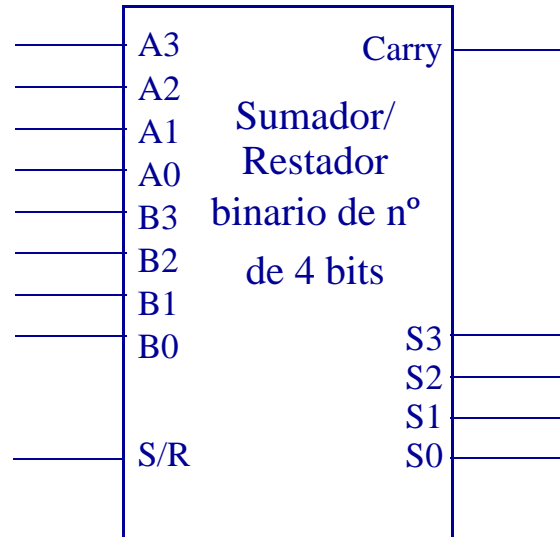 A3
Carry
A2
A1
A0
B3
B2
B1
B0
Sumador/
Restador
binario de nº
de 4 bits
S3
S2
S1
S0
S/R